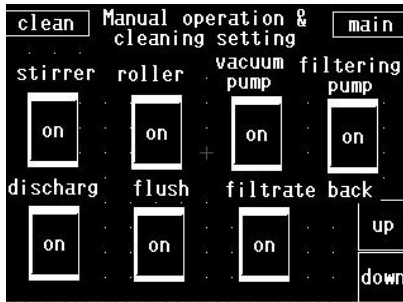 clean Manual operation & main
cleaning setting
stirrer roller vacuum filtering
pump pump
on on on on
discharg flush filtrate back
up
on on on
down